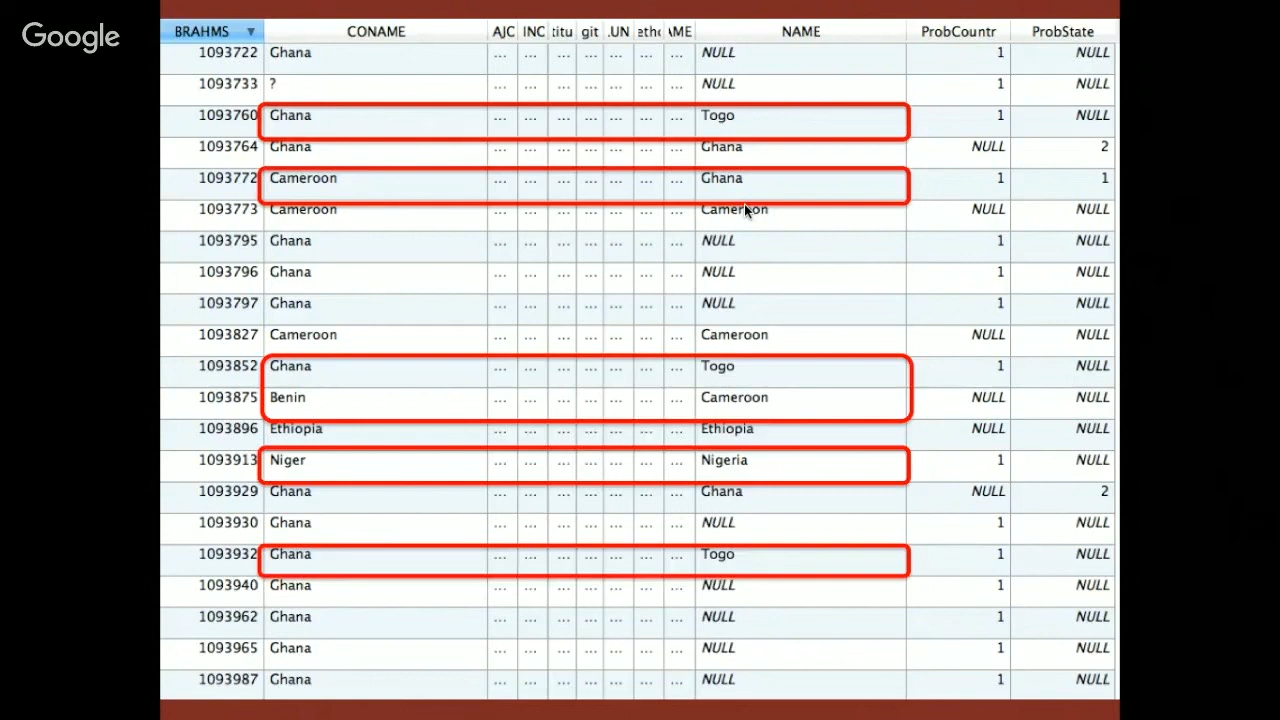 Google
BRAHMS ▼ CONAME AJC INC titu git .UN ethc \ME NAME ProbCountr ProbState
1093722 Ghana ... ... ... ... ... ... ... NULL 1 NULL
1093733 ? ... ... ... ... ... ... ... NULL 1 NULL
1093760 Ghana ... ... ... ... ... ... ... Togo 1 NULL
1093764 Ghana ... ... ... ... ... ... ... Ghana NULL 2
1093772 Cameroon ... ... ... ... ... ... ... Ghana 1 1
1093773 Cameroon ... ... ... ... ... ... ... Cameroon NULL NULL
1093795 Ghana ... ... ... ... ... ... ... NULL 1 NULL
1093796 Ghana ... ... ... ... ... ... ... NULL 1 NULL
1093797 Ghana ... ... ... ... ... ... ... NULL 1 NULL
1093827 Cameroon ... ... ... ... ... ... ... Cameroon NULL NULL
1093852 Ghana ... ... ... ... ... ... ... Togo 1 NULL
1093875 Benin ... ... ... ... ... ... ... Cameroon NULL NULL
1093896 Ethiopia ... ... ... ... ... ... ... Ethiopia NULL NULL
1093913 Niger ... ... ... ... ... ... ... Nigeria 1 NULL
1093929 Ghana ... ... ... ... ... ... ... Ghana NULL 2
1093930 Ghana ... ... ... ... ... ... ... NULL 1 NULL
1093932 Ghana ... ... ... ... ... ... ... Togo 1 NULL
1093940 Ghana ... ... ... ... ... ... ... NULL 1 NULL
1093962 Ghana ... ... ... ... ... ... ... NULL 1 NULL
1093965 Ghana ... ... ... ... ... ... ... NULL 1 NULL
1093987 Ghana ... ... ... ... ... ... ... NULL 1 NULL